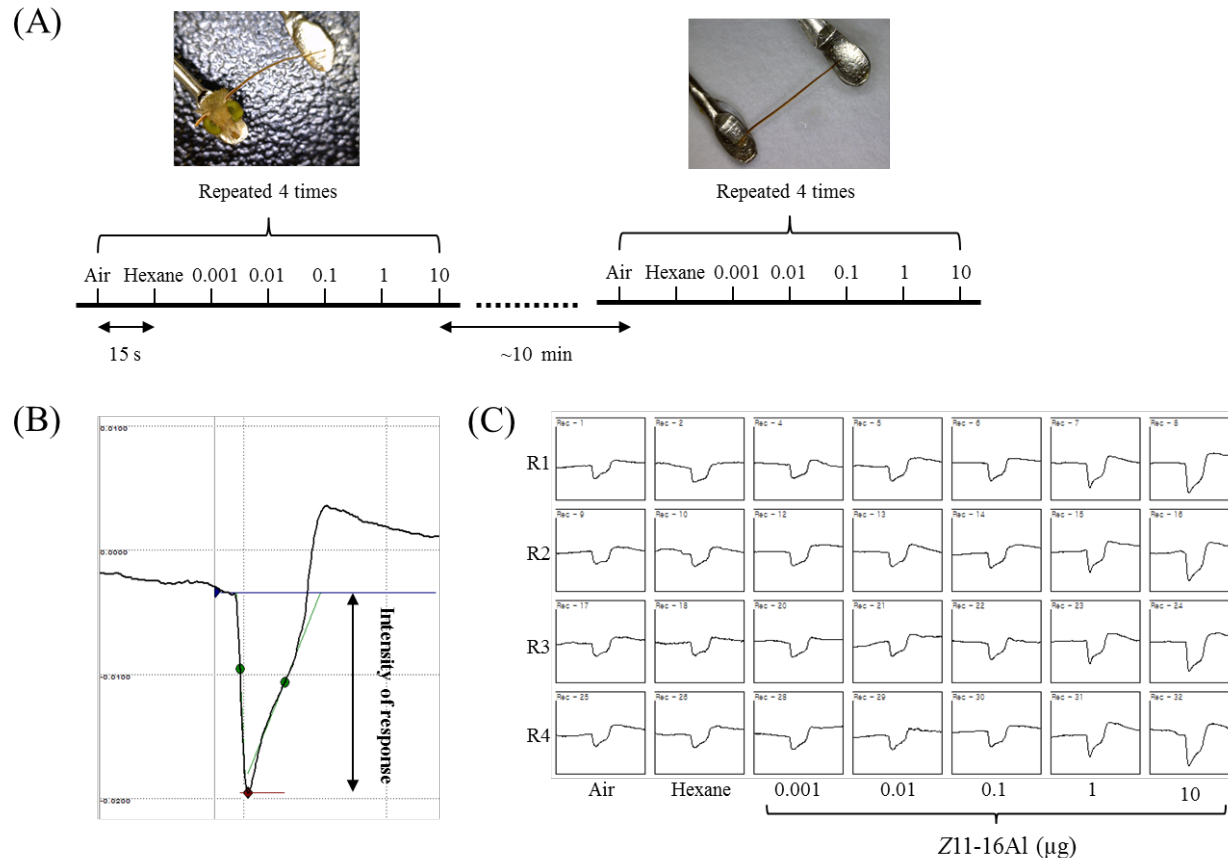 (A)
Repeated 4 times
Repeated 4 times
Air Hexane 0.001 0.01 0.1 1 10
Air Hexane 0.001 0.01 0.1 1 10
15 s
~10 min
(B)
0.0100
0.0000
-0.0100
-0.0200
Intensity of response
(C)
Rec - 1 Rec - 2 Rec - 4 Rec - 5 Rec - 6 Rec - 7 Rec - 8
R1
Rec - 9 Rec - 10 Rec - 12 Rec - 13 Rec - 14 Rec - 15 Rec - 16
R2
Rec - 17 Rec - 18 Rec - 20 Rec - 21 Rec - 22 Rec - 23 Rec - 24
R3
Rec - 25 Rec - 26 Rec - 28 Rec - 29 Rec - 30 Rec - 31 Rec - 32
R4
Air Hexane 0.001 0.01 0.1 1 10
Z11-16Al (µg)